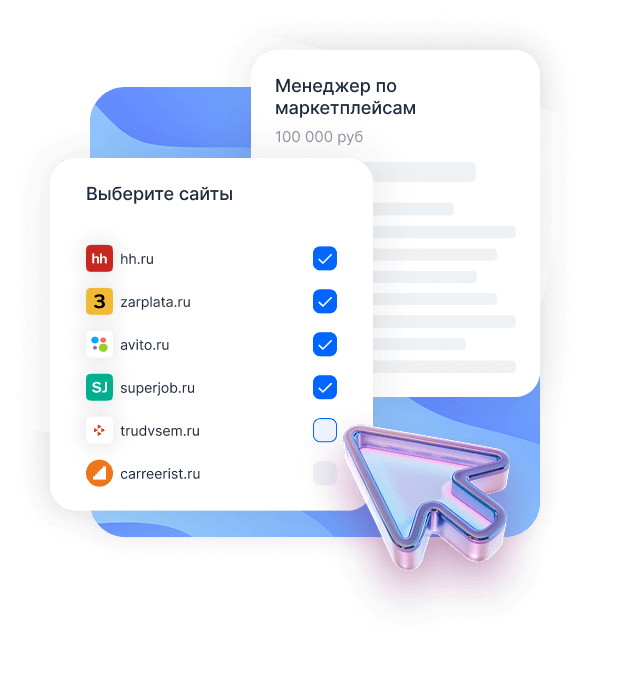 Менеджер по
маркетплейсам
100 000 руб
Выберите сайты
hh hh.ru
З zarplata.ru
avito.ru
SJ superjob.ru
trudvsem.ru
carreerist.ru